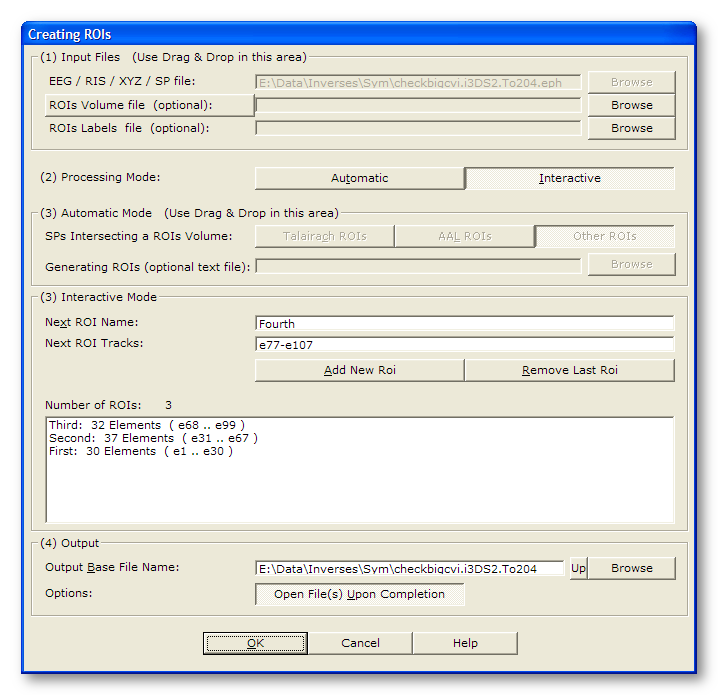 Creating ROIs
(1) Input Files (Use Drag & Drop in this area)
EEG / RIS / XYZ / SP file: E:\Data\Inverses\Sym\checkbigcvi.i3DS2.To204.eph Browse
ROIs Volume file (optional): Browse
ROIs Labels file (optional): Browse
(2) Processing Mode: Automatic Interactive
(3) Automatic Mode (Use Drag & Drop in this area)
SPs Intersecting a ROIs Volume: Talairach ROIs AAL ROIs Other ROIs
Generating ROIs (optional text file): Browse
(3) Interactive Mode
Next ROI Name: Fourth
Next ROI Tracks: e77-e107
Add New Roi Remove Last Roi
Number of ROIs: 3
Third: 32 Elements ( e68 .. e99 )
Second: 37 Elements ( e31 .. e67 )
First: 30 Elements ( e1 .. e30 )
(4) Output
Output Base File Name: E:\Data\Inverses\Sym\checkbigcvi.i3DS2.To204 Up Browse
Options: Open File(s) Upon Completion
OK Cancel Help